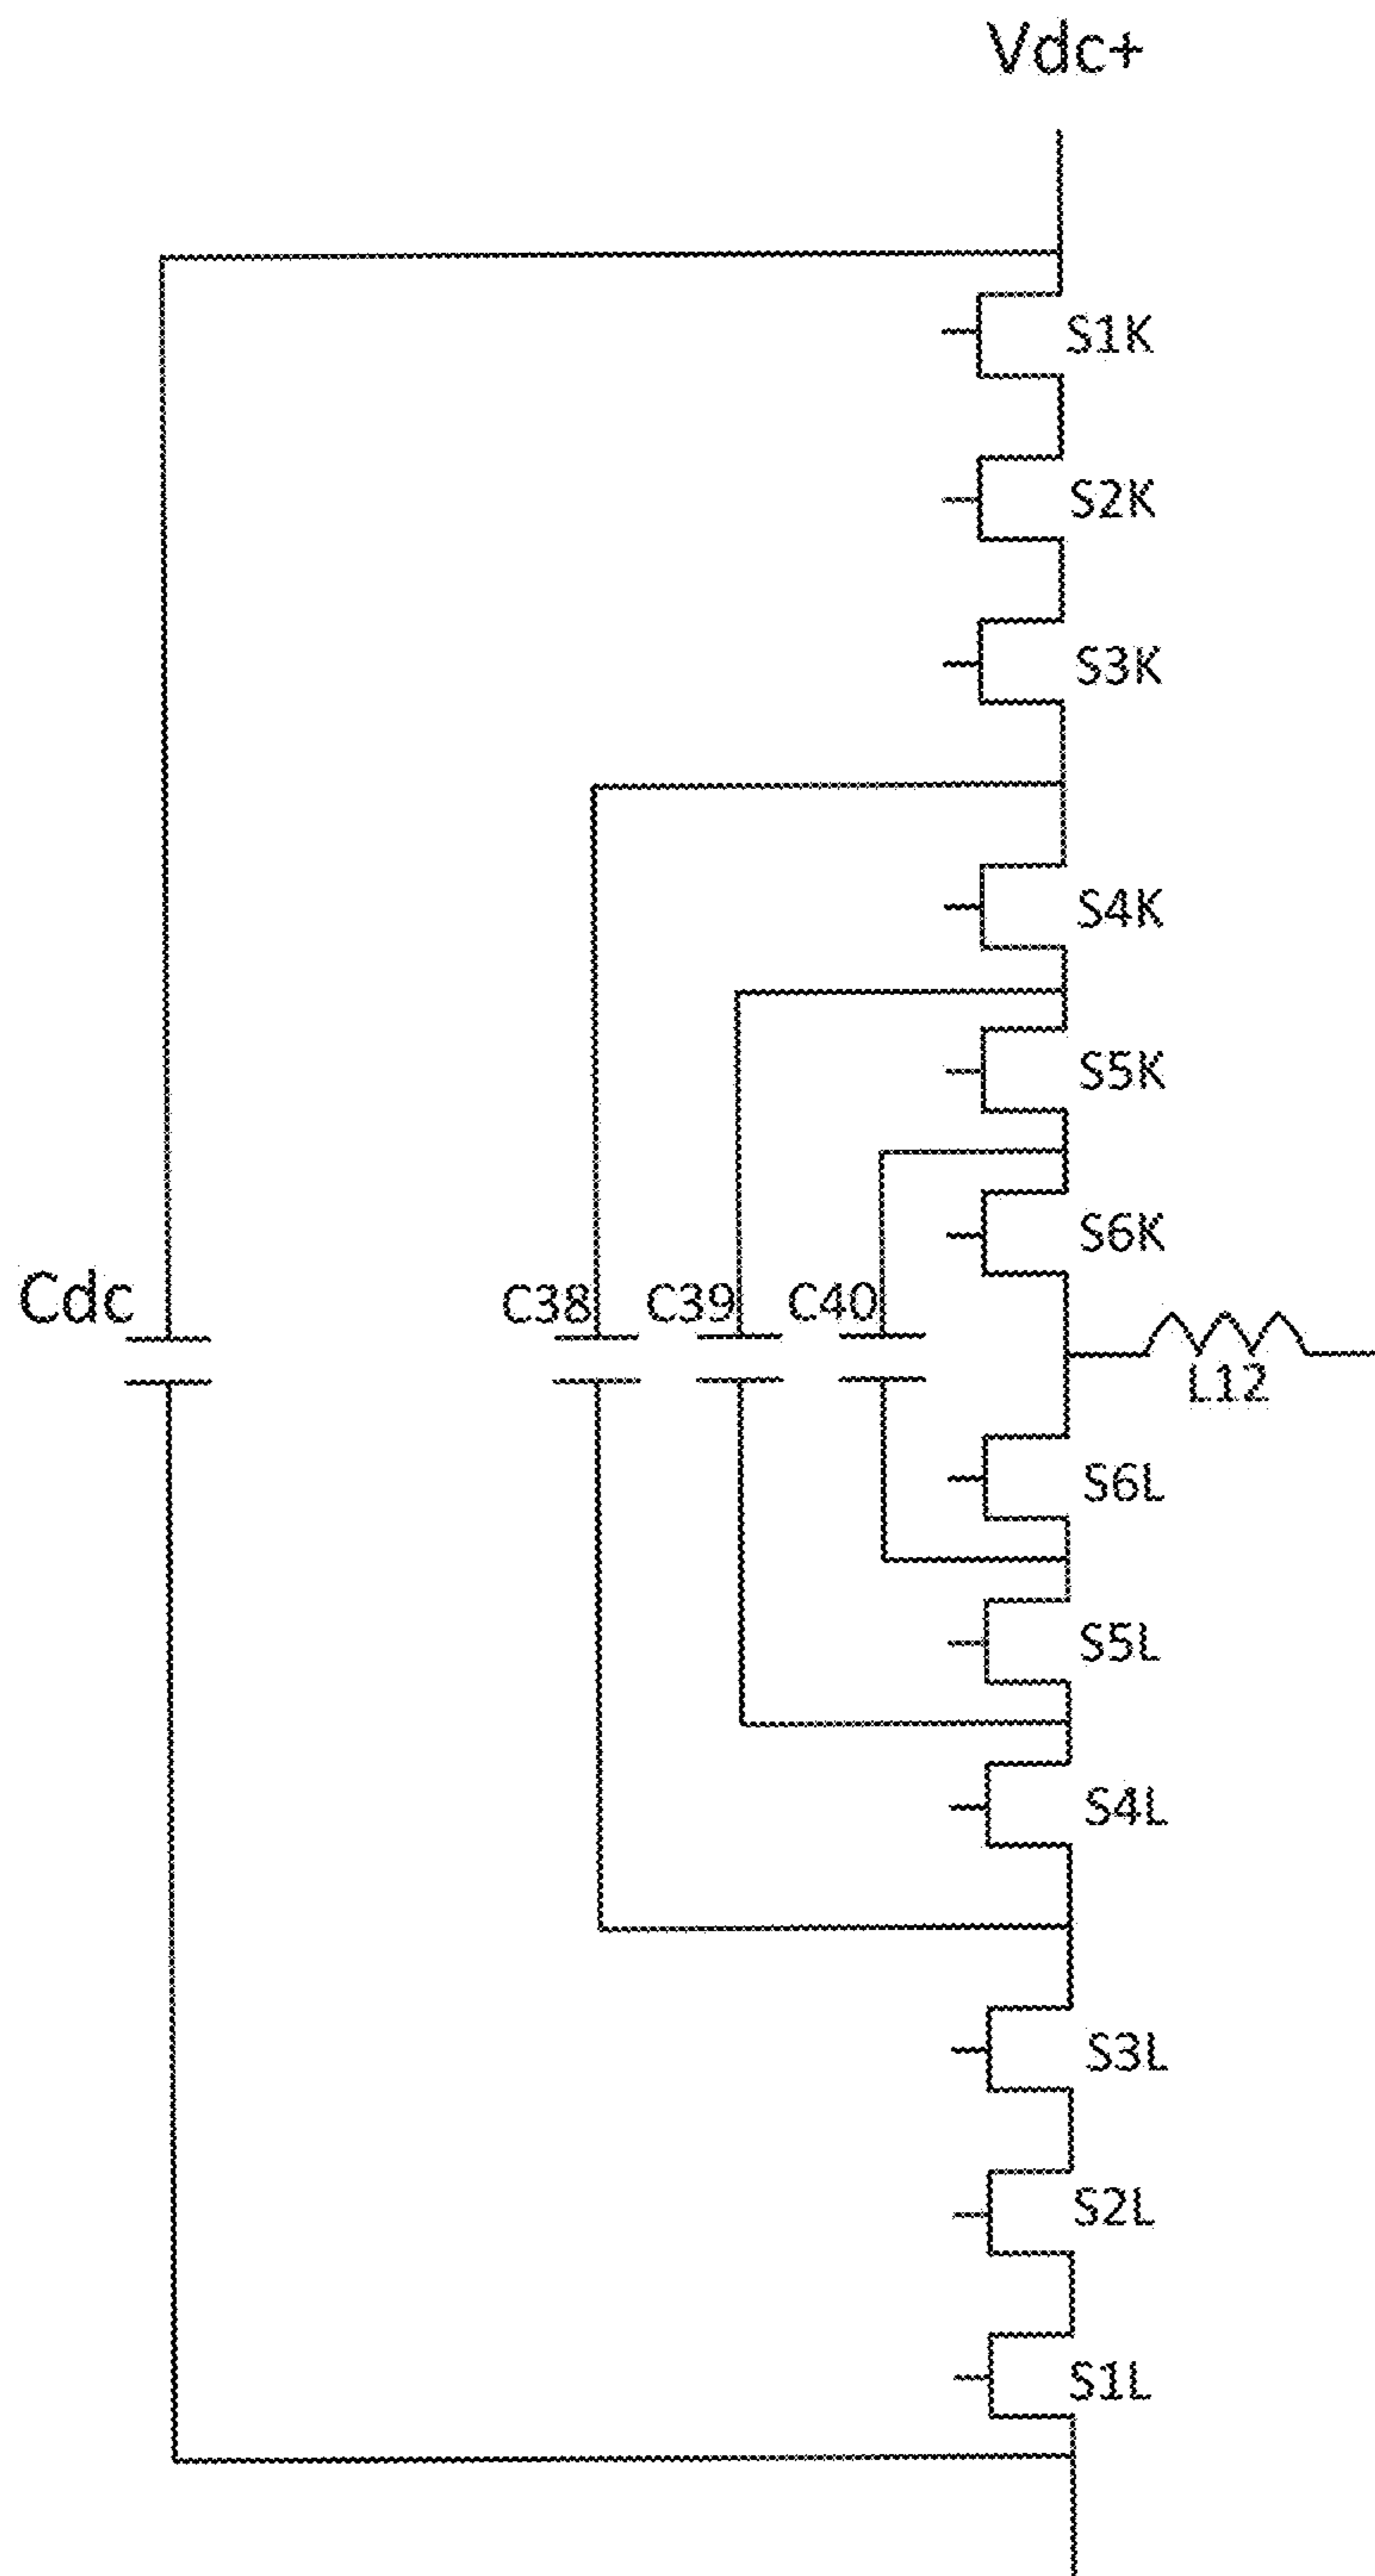 Vdc+
S1K
S2K
S3K
S4K
S5K
S6K
Cdc
C38
C39
C40
L12
S6L
S5L
S4L
S3L
S2L
S1L